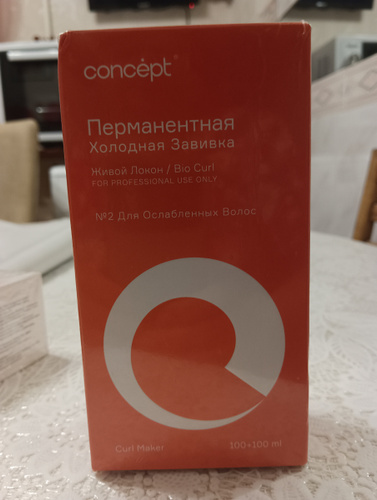 concépt
Перманентная
Холодная Завивка
Живой Локон / Bio Curl
FOR PROFESSIONAL USE ONLY
№2 Для Ослабленных Волос
Curl Maker
100+100 ml